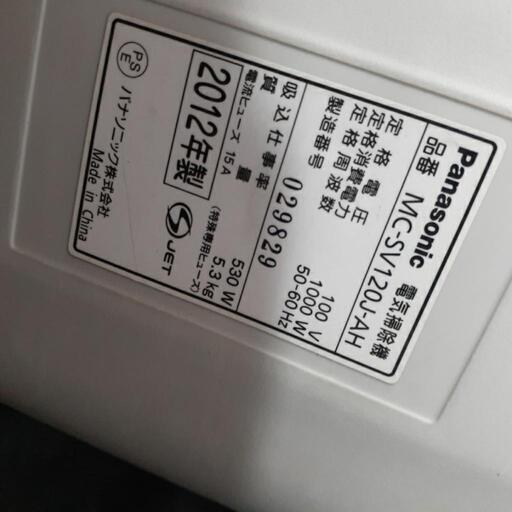 Panasonic 電気掃除機
品番 MC-SV120J-AH
定格電圧 100 V
定格消費電力 1000 W
定格周波数 50-60 Hz
製造番号 029829
吸込仕事率 530 W
質量 5.3 kg
電流ヒューズ 15 A (特殊専用ヒューズ)
2012年製
S JET
PS E
パナソニック株式会社
Made in China